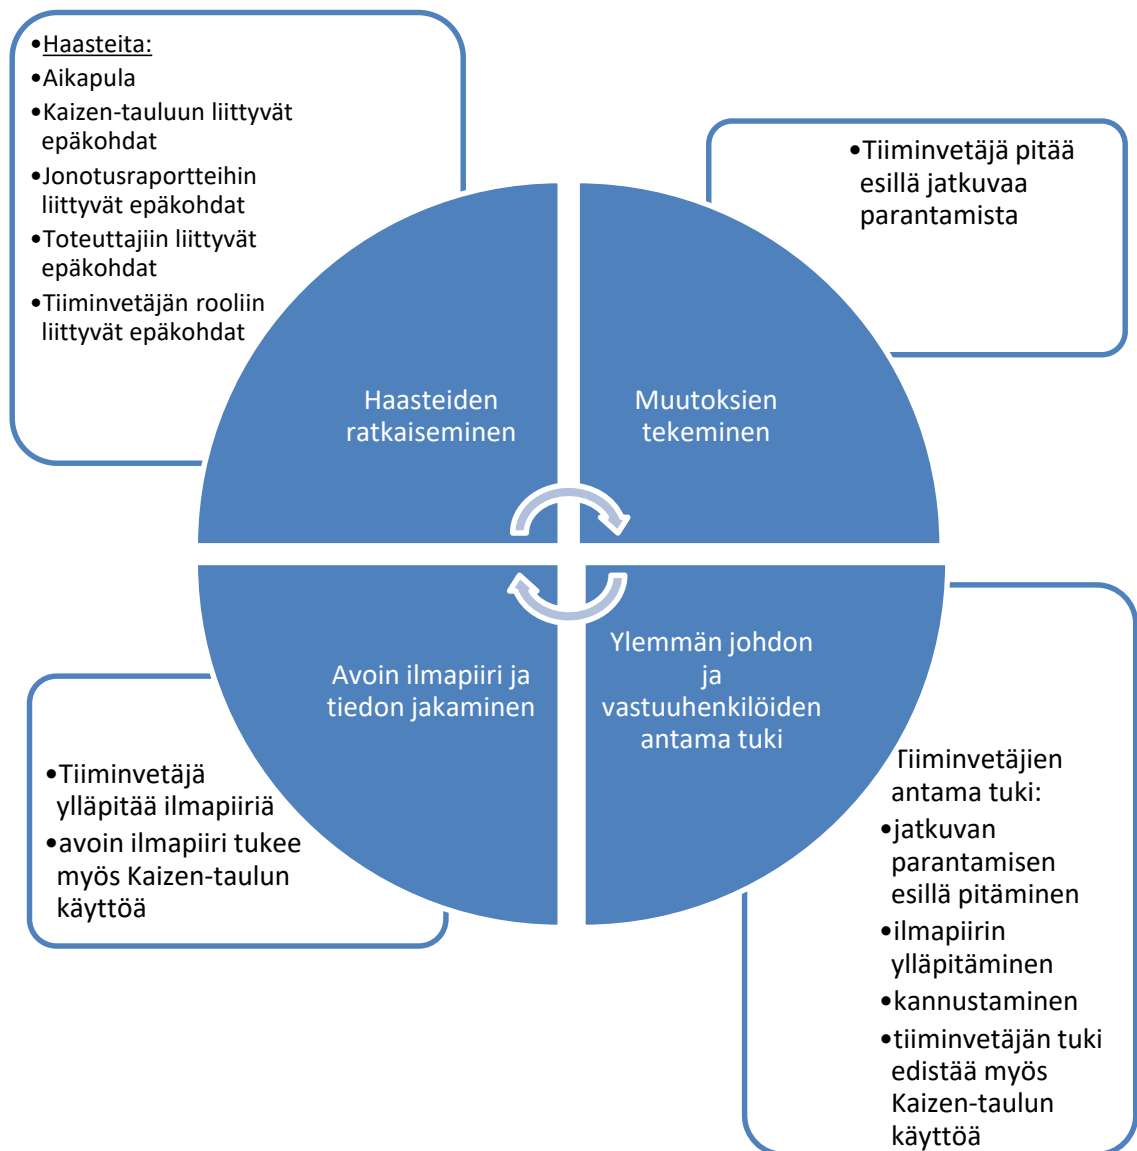 •Haasteita:
•Aikapula
•Kaizen-tauluun liittyvät
epäkohdat
•Jonotusraportteihin
liittyvät epäkohdat
•Toteuttajiin liittyvät
epäkohdat
•Tiiminvetäjän rooliin
liittyvät epäkohdat
•Tiiminvetäjä pitää
esillä jatkuvaa
parantamista
Haasteiden
ratkaiseminen
Muutoksien
tekeminen
Avoin ilmapiiri ja
tiedon jakaminen
Ylemmän johdon
ja
vastuuhenkilöiden
antama tuki
•Tiiminvetäjä
ylläpitää ilmapiiriä
•avoin ilmapiiri tukee
myös Kaizen-taulun
käyttöä
Tiiminvetäjien
antama tuki:
•jatkuvan
parantamisen
esillä pitäminen
•ilmapiirin
ylläpitäminen
•kannustaminen
•tiiminvetäjän tuki
edistää myös
Kaizen-taulun
käyttöä